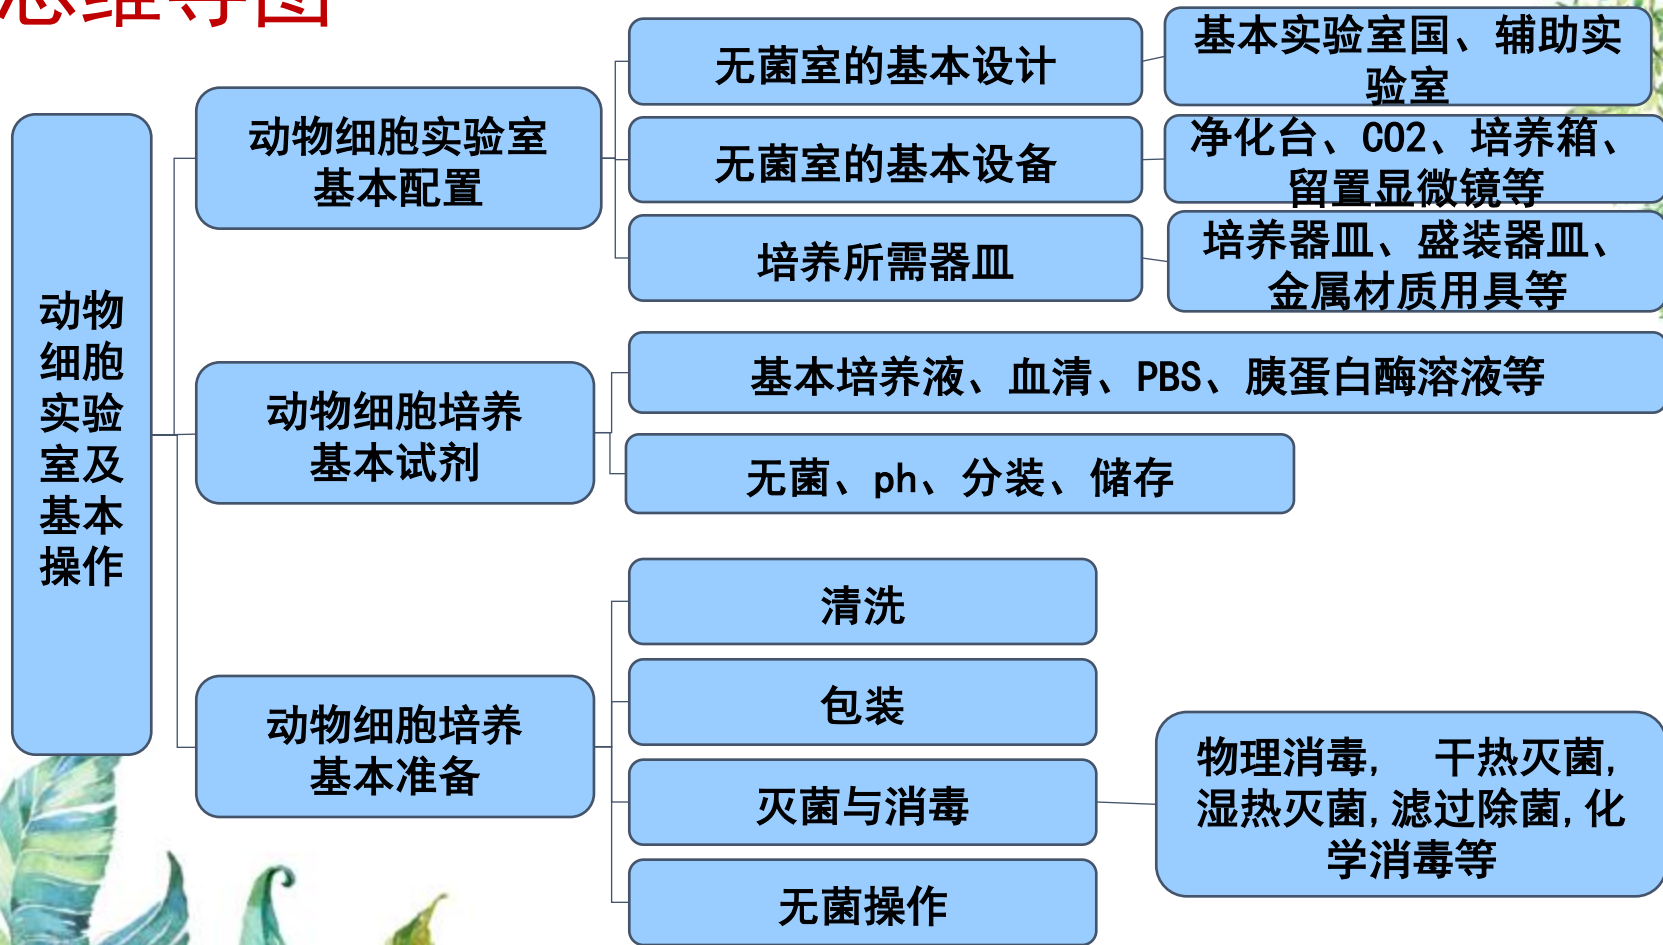 思维导图
动物
细胞
实验
室及
基本
操作
动物细胞实验室
基本配置
无菌室的基本设计
基本实验室国、辅助实
验室
无菌室的基本设备
净化台、CO2、培养箱、
留置显微镜等
培养所需器皿
培养器皿、盛装器皿、
金属材质用具等
动物细胞培养
基本试剂
基本培养液、血清、PBS、胰蛋白酶溶液等
无菌、ph、分装、储存
动物细胞培养
基本准备
清洗
包装
灭菌与消毒
物理消毒, 干热灭菌,
湿热灭菌,滤过除菌,化
学消毒等
无菌操作